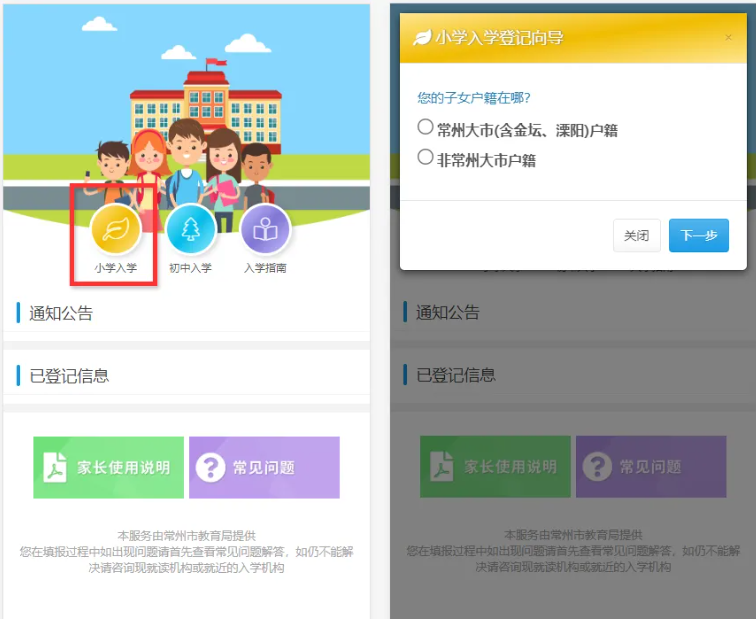 小学入学
初中入学
入学指南
通知公告
已登记信息
家长使用说明
常见问题
本服务由常州市教育局提供
您在填报过程中如出现问题请首先查看常见问题解答，如仍不能解
决请咨询现就读机构或就近的入学机构
小学入学登记向导
×
您的子女户籍在哪?
常州大市(含金坛、溧阳)户籍
非常州大市户籍
关闭
下一步
通知公告
已登记信息
家长使用说明
常见问题
本服务由常州市教育局提供
您在填报过程中如出现问题请首先查看常见问题解答，如仍不能解
决请咨询现就读机构或就近的入学机构